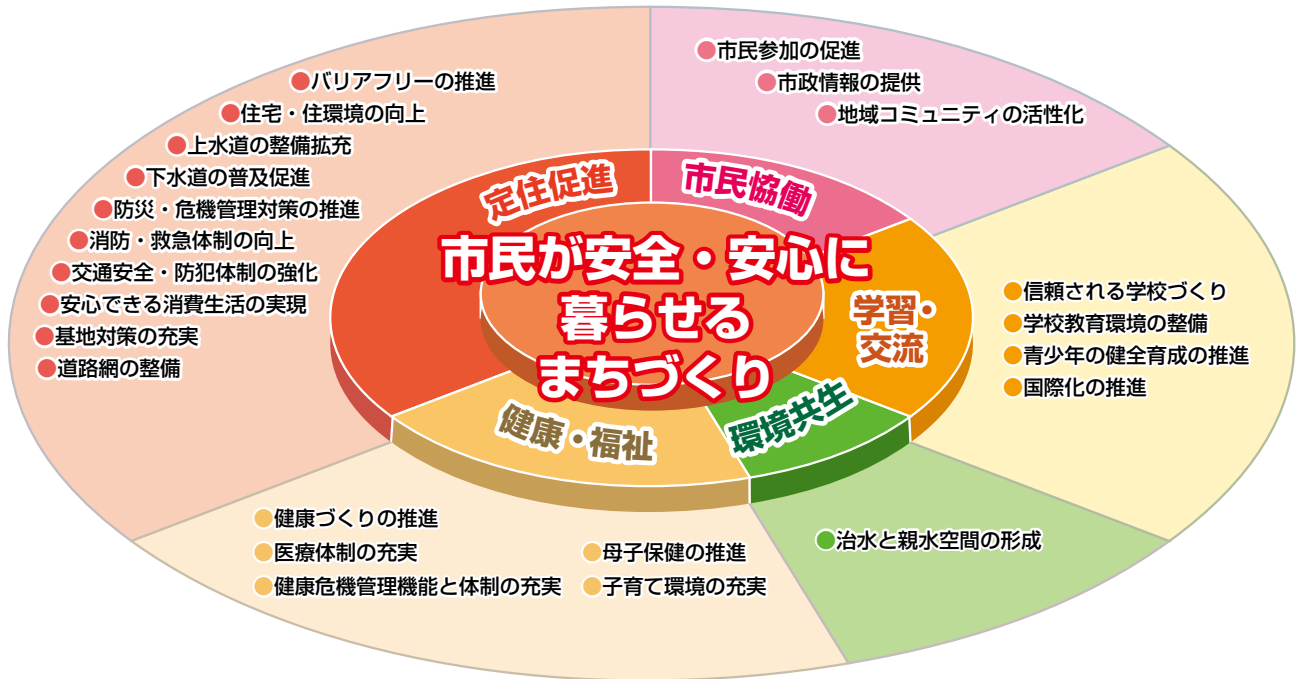 市民が安全・安心に
暮らせる
まちづくり
定住促進
●バリアフリーの推進
●住宅・住環境の向上
●上水道の整備拡充
●下水道の普及促進
●防災・危機管理対策の推進
●消防・救急体制の向上
●交通安全・防犯体制の強化
●安心できる消費生活の実現
●基地対策の充実
●道路網の整備
市民協働
●市民参加の促進
●市政情報の提供
●地域コミュニティの活性化
学習・
交流
●信頼される学校づくり
●学校教育環境の整備
●青少年の健全育成の推進
●国際化の推進
環境共生
●治水と親水空間の形成
健康・福祉
●健康づくりの推進
●医療体制の充実
●健康危機管理機能と体制の充実
●母子保健の推進
●子育て環境の充実